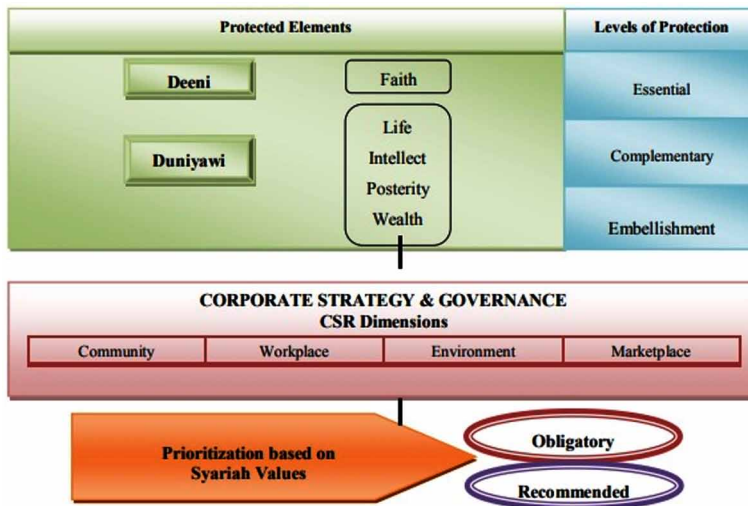 Protected Elements
Levels of Protection
Deeni
Faith
Essential
Duniyawi
Life
Intellect
Posterity
Wealth
Complementary
Embellishment
CORPORATE STRATEGY & GOVERNANCE
CSR Dimensions
Community
Workplace
Environment
Marketplace
Prioritization based on
Syariah Values
Obligatory
Recommended